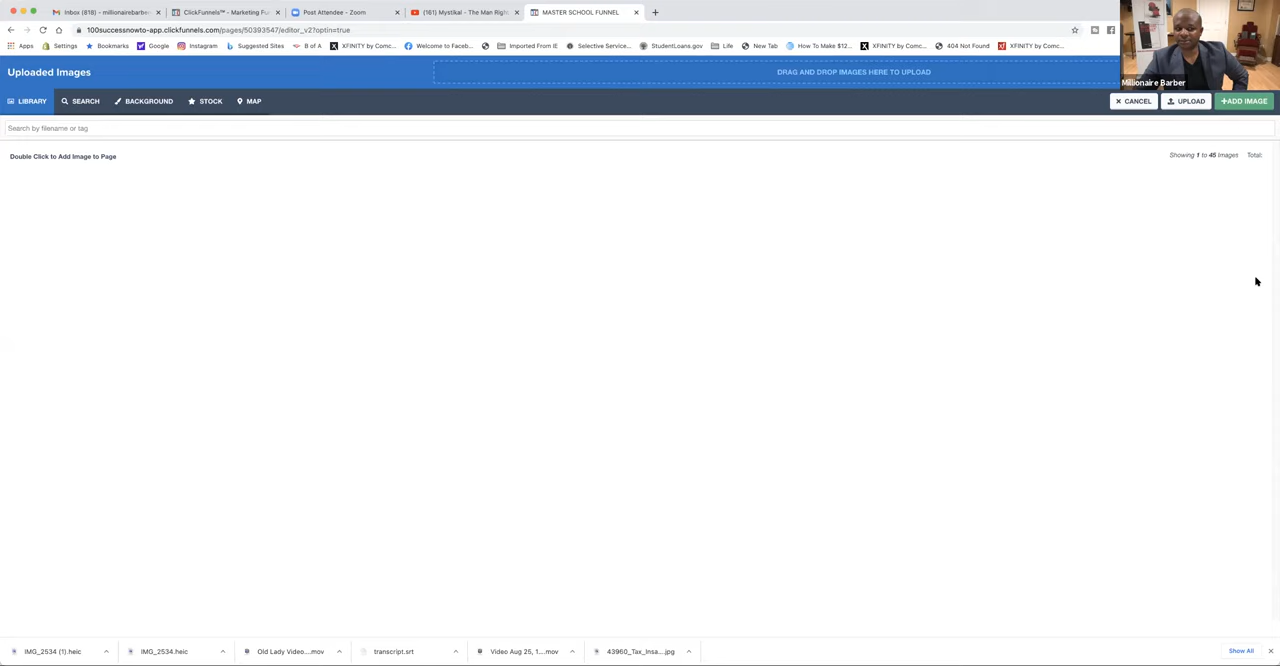 Inbox (818) - millionairebarbe
ClickFunnels™ - Marketing Fu
Post Attendee - Zoom
(161) Mystikal - The Man Righ
MASTER SCHOOL FUNNEL
100successnowto-app.clickfunnels.com/pages/50393547/editor_v2?optin=true
Apps
Settings
Bookmarks
Google
Instagram
Suggested Sites
B of A
XFINITY by Comc...
Welcome to Faceb...
Imported From IE
Selective Service...
StudentLoans.gov
Life
New Tab
How To Make $12...
XFINITY by Comc...
404 Not Found
XFINITY by Comc...
Uploaded Images
DRAG AND DROP IMAGES HERE TO UPLOAD
Millionaire Barber
LIBRARY
SEARCH
BACKGROUND
STOCK
MAP
CANCEL
UPLOAD
+ADD IMAGE
Search by filename or tag
Double Click to Add Image to Page
Showing 1 to 45 Images Total:
IMG_2534 (1).heic
IMG_2534.heic
Old Lady Video....mov
transcript.srt
Video Aug 25, 1....mov
43960_Tax_Insa....jpg
Show All